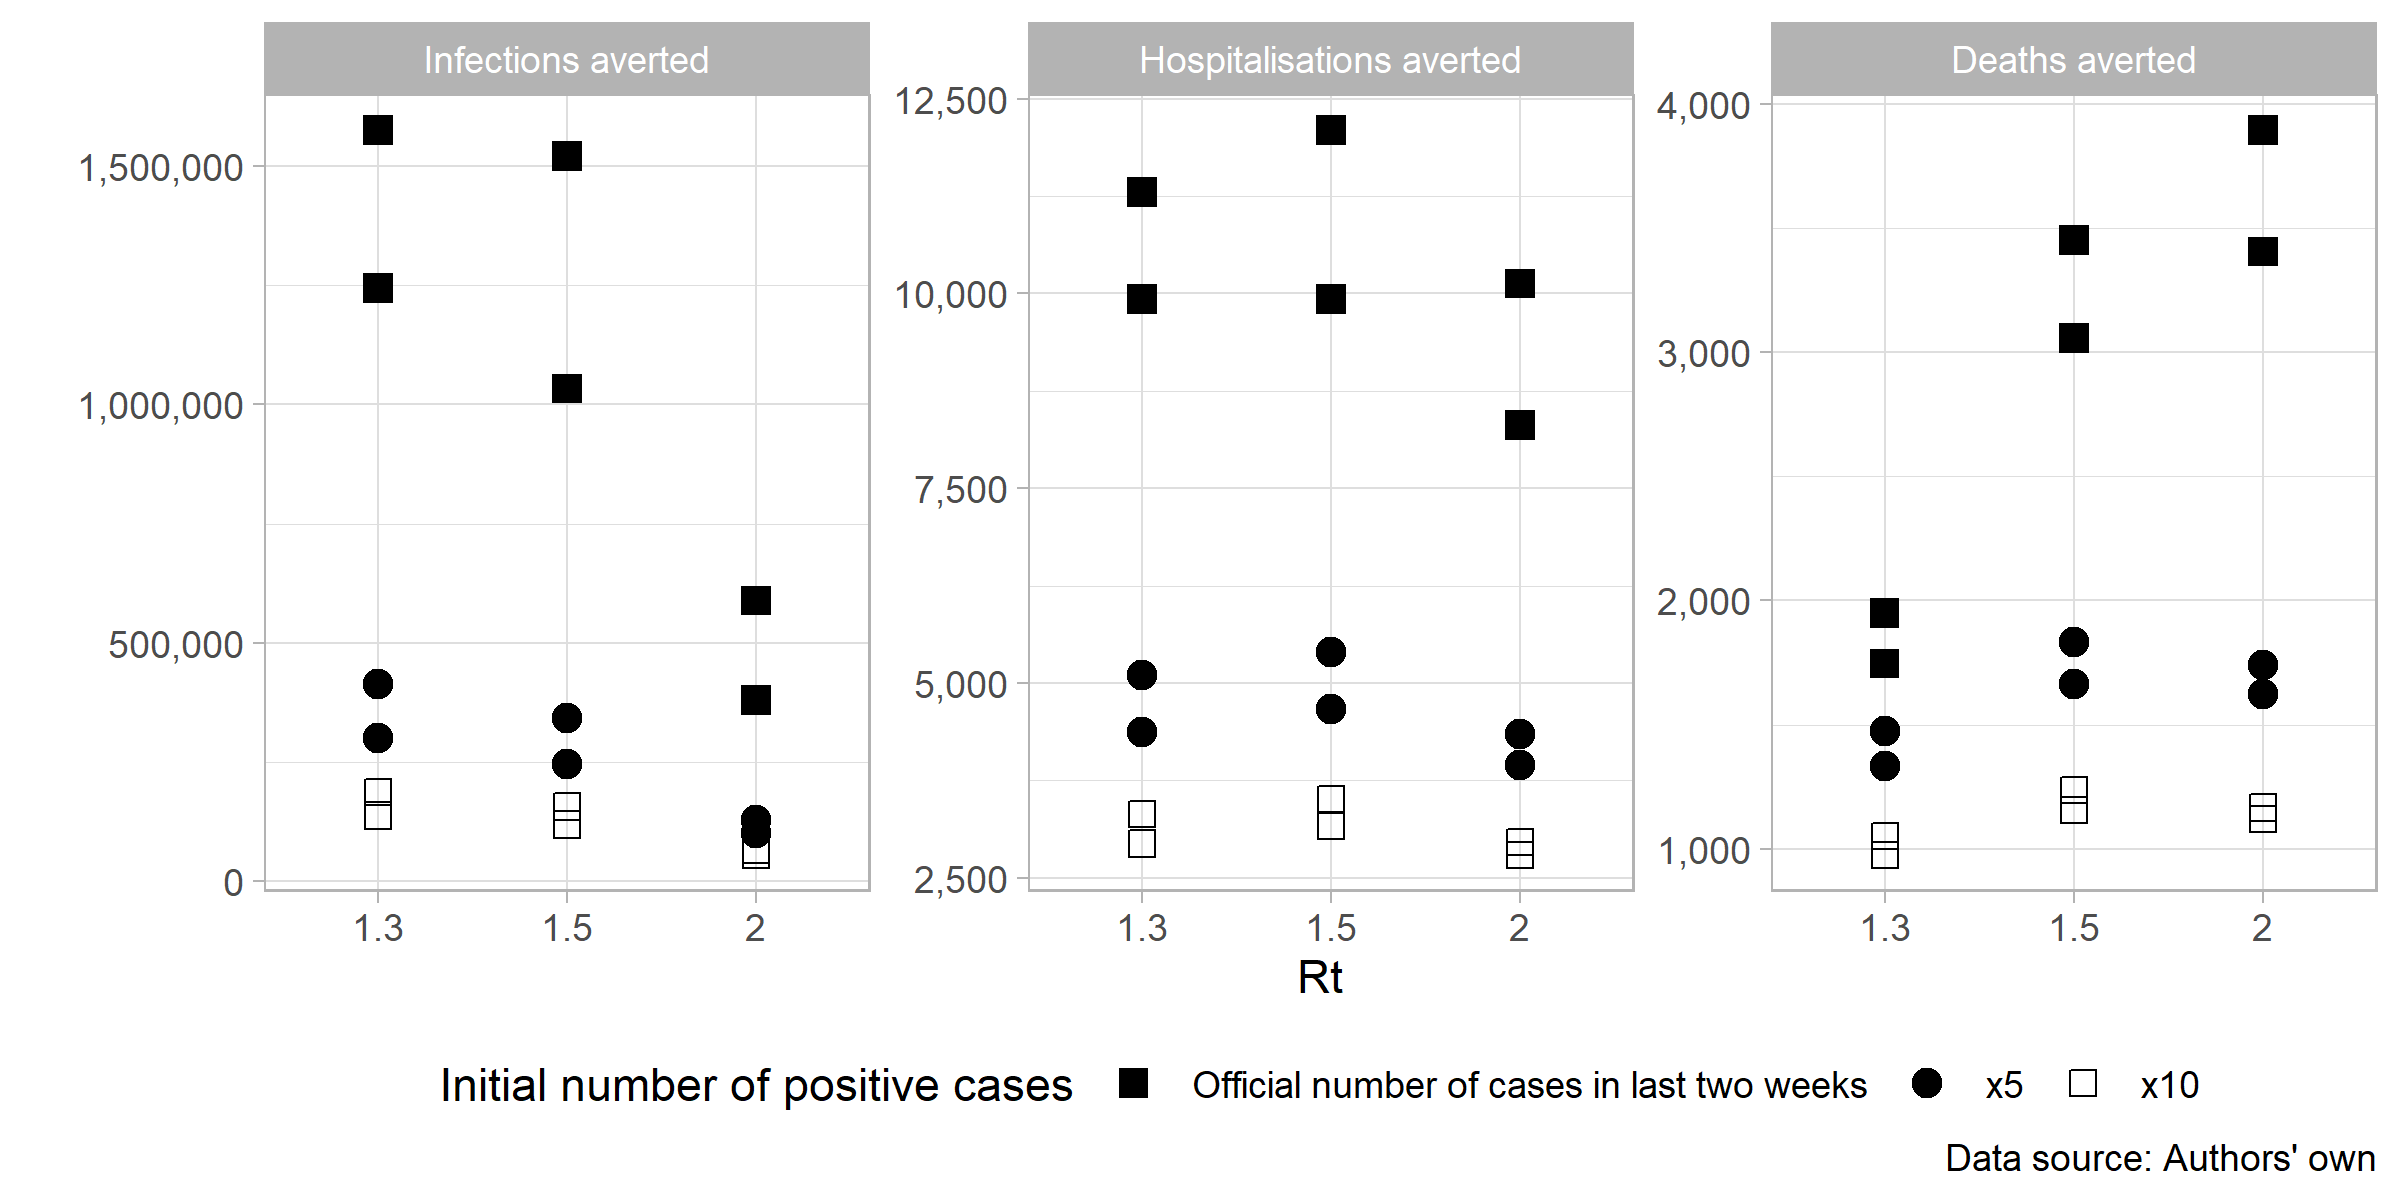 Infections averted
Hospitalisations averted
Deaths averted
1,500,000
1,000,000
500,000
0
12,500
10,000
7,500
5,000
2,500
4,000
3,000
2,000
1,000
1.3 1.5 2
1.3 1.5 2
1.3 1.5 2
Rt
Initial number of positive cases Official number of cases in last two weeks x5 x10
Data source: Authors' own